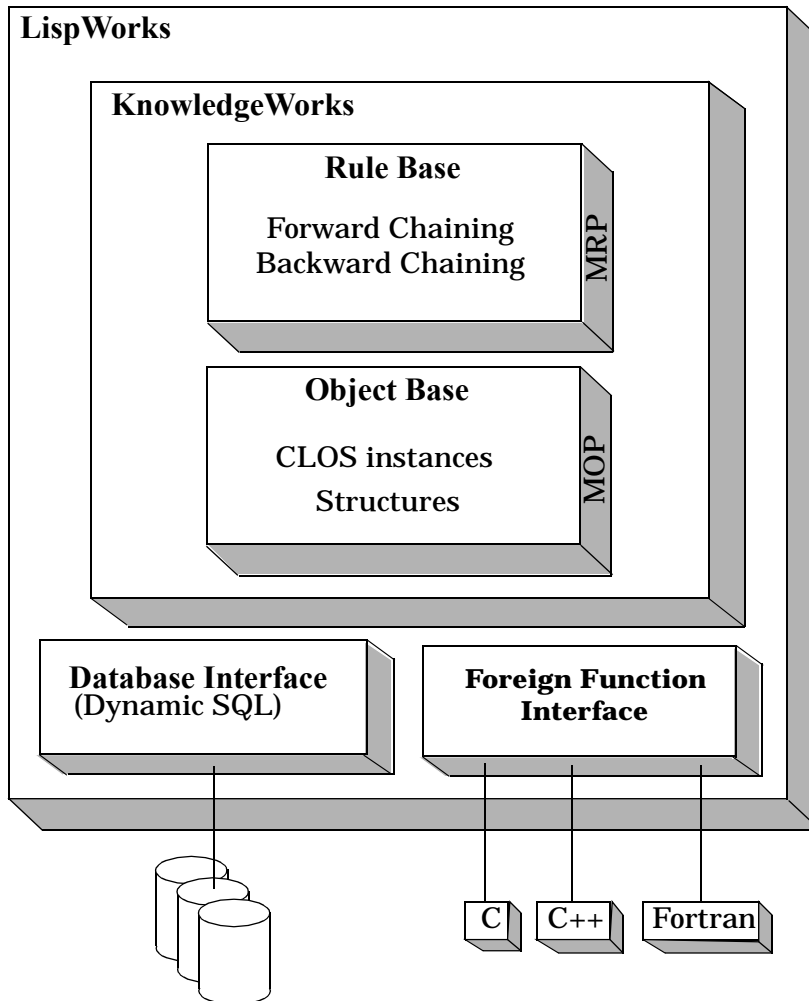 LispWorks
KnowledgeWorks
Rule Base
Forward Chaining
Backward Chaining
MRP
Object Base
CLOS instances
Structures
MOP
Database Interface
(Dynamic SQL)
Foreign Function
Interface
C
C++
Fortran